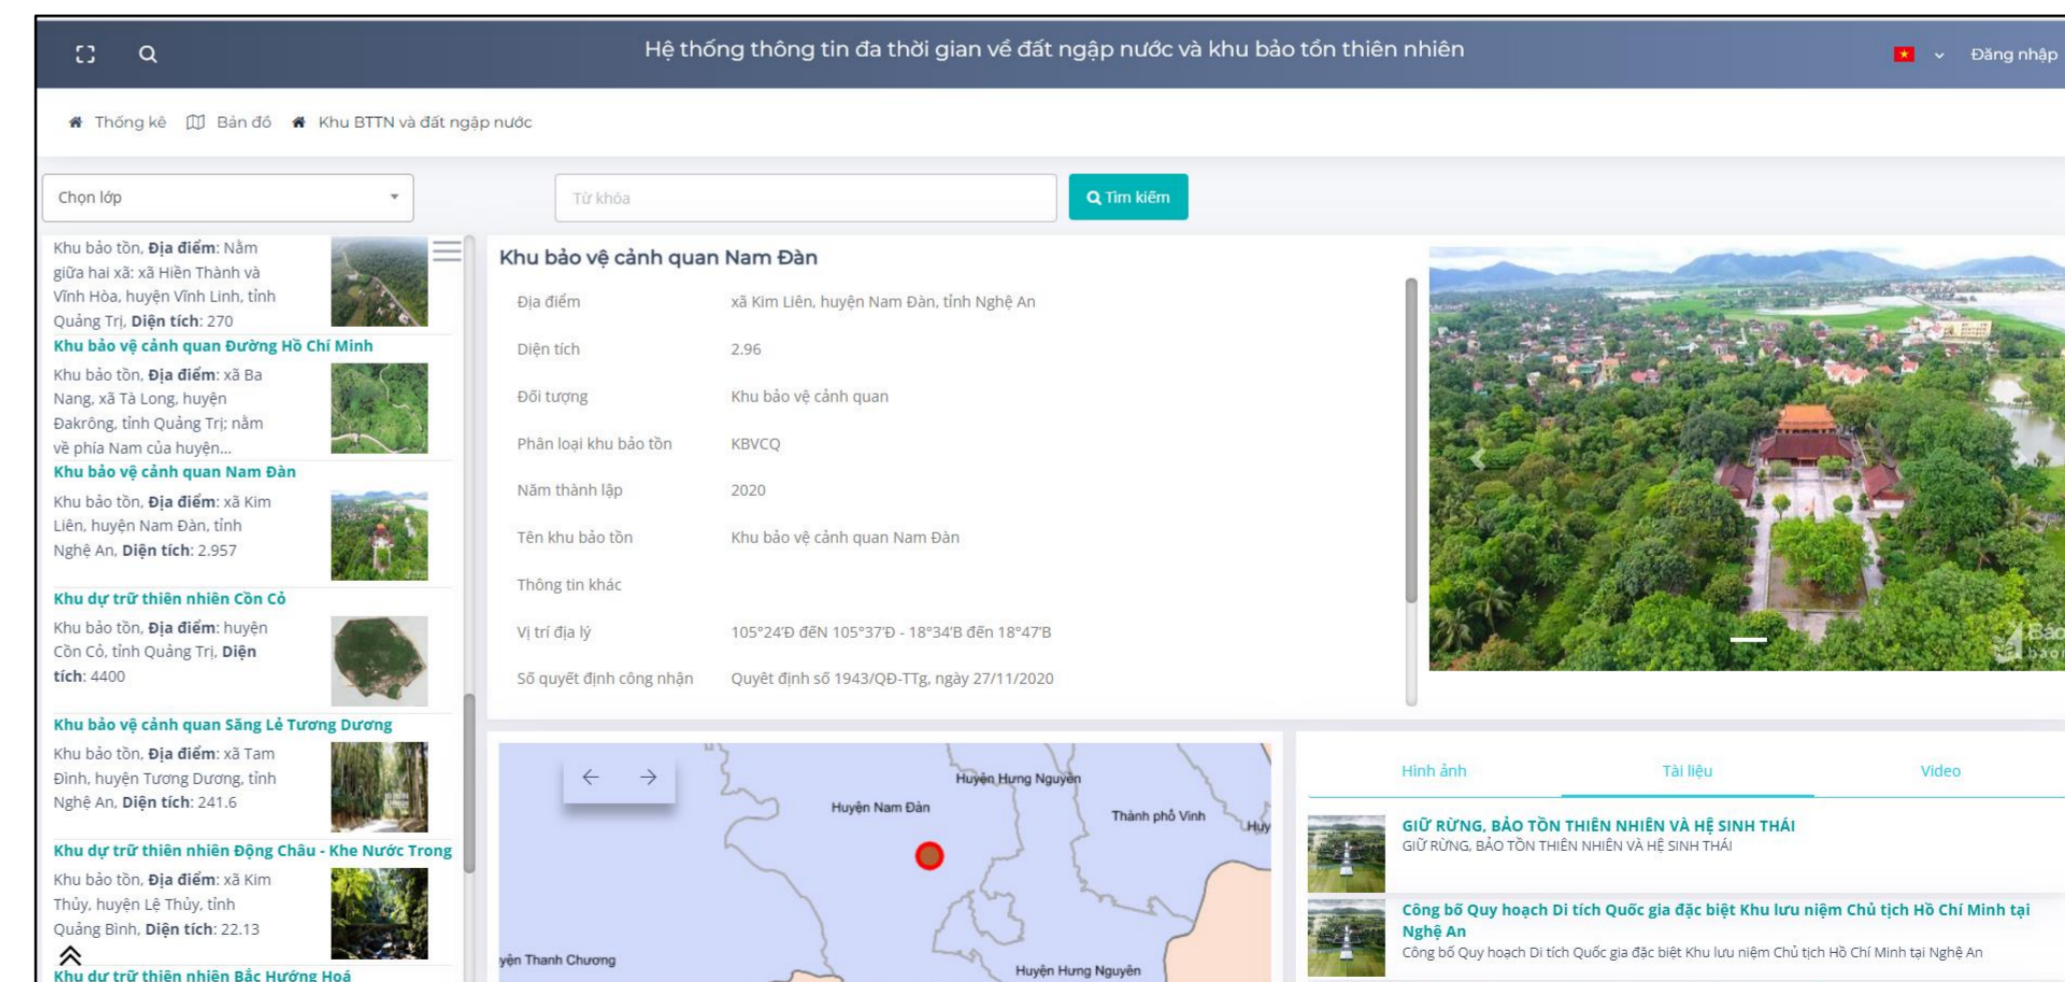 Hệ thống thông tin đa thời gian về đất ngập nước và khu bảo tồn thiên nhiên
Đăng nhập
Thống kê Bản đồ Khu BTTN và đất ngập nước
Chọn lớp
Từ khóa
Tìm kiếm
Khu bảo tồn, Địa điểm: Nằm
giữa hai xã: xã Hiền Thành và
Vĩnh Hòa, huyện Vĩnh Linh, tỉnh
Quảng Trị, Diện tích: 270
Khu bảo vệ cảnh quan Đường Hồ Chí Minh
Khu bảo tồn, Địa điểm: xã Ba
Nang, xã Tà Long, huyện
Đakrông, tỉnh Quảng Trị; nằm
về phía Nam của huyện...
Khu bảo vệ cảnh quan Nam Đàn
Khu bảo tồn, Địa điểm: xã Kim
Liên, huyện Nam Đàn, tỉnh
Nghệ An, Diện tích: 2.957
Khu dự trữ thiên nhiên Cồn Cỏ
Khu bảo tồn, Địa điểm: huyện
Cồn Cỏ, tỉnh Quảng Trị, Diện
tích: 4400
Khu bảo vệ cảnh quan Săng Lẻ Tương Dương
Khu bảo tồn, Địa điểm: xã Tam
Đình, huyện Tương Dương, tỉnh
Nghệ An, Diện tích: 241.6
Khu dự trữ thiên nhiên Động Châu - Khe Nước Trong
Khu bảo tồn, Địa điểm: xã Kim
Thủy, huyện Lệ Thủy, tỉnh
Quảng Bình, Diện tích: 22.13
Khu dự trữ thiên nhiên Bắc Hướng Hoá
Khu bảo vệ cảnh quan Nam Đàn
Địa điểm xã Kim Liên, huyện Nam Đàn, tỉnh Nghệ An
Diện tích 2.96
Đối tượng Khu bảo vệ cảnh quan
Phân loại khu bảo tồn KBVCQ
Năm thành lập 2020
Tên khu bảo tồn Khu bảo vệ cảnh quan Nam Đàn
Thông tin khác
Vị trí địa lý 105°24'Đ đếN 105°37'Đ - 18°34'B đến 18°47'B
Số quyết định công nhận Quyết định số 1943/QĐ-TTg, ngày 27/11/2020
Báo
Huyện Hưng Nguyên
Huyện Nam Đàn
Thành phố Vinh
Huy
yện Thanh Chương
Huyện Hưng Nguyên
Hình ảnh Tài liệu Video
GIỮ RỪNG, BẢO TỒN THIÊN NHIÊN VÀ HỆ SINH THÁI
GIỮ RỪNG, BẢO TỒN THIÊN NHIÊN VÀ HỆ SINH THÁI
Công bố Quy hoạch Di tích Quốc gia đặc biệt Khu lưu niệm Chủ tịch Hồ Chí Minh tại
Nghệ An
Công bố Quy hoạch Di tích Quốc gia đặc biệt Khu lưu niệm Chủ tịch Hồ Chí Minh tại Nghệ An